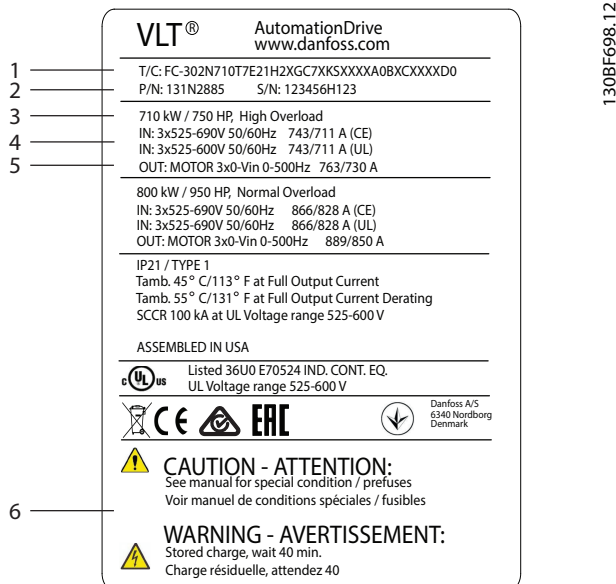 VLT® AutomationDrive
www.danfoss.com
1 T/C: FC-302N710T7E21H2XGC7XKSXXXXA0BXCXXXXD0
2 P/N: 131N2885 S/N: 123456H123
3 710 kW / 750 HP, High Overload
4 IN: 3x525-690V 50/60Hz 743/711 A (CE)
IN: 3x525-600V 50/60Hz 743/711 A (UL)
5 OUT: MOTOR 3x0-Vin 0-500Hz 763/730 A
800 kW / 950 HP, Normal Overload
IN: 3x525-690V 50/60Hz 866/828 A (CE)
IN: 3x525-690V 50/60Hz 866/828 A (UL)
OUT: MOTOR 3x0-Vin 0-500Hz 889/850 A
IP21 / TYPE 1
Tamb. 45° C/113° F at Full Output Current
Tamb. 55° C/131° F at Full Output Current Derating
SCCR 100 kA at UL Voltage range 525-600 V
ASSEMBLED IN USA
c UL us Listed 36U0 E70524 IND. CONT. EQ.
UL Voltage range 525-600 V
CE EAC
Danfoss A/S
6340 Nordborg
Denmark
CAUTION - ATTENTION:
See manual for special condition / prefuses
Voir manuel de conditions spéciales / fusibles
6
WARNING - AVERTISSEMENT:
Stored charge, wait 40 min.
Charge résiduelle, attendez 40
130BF698.12